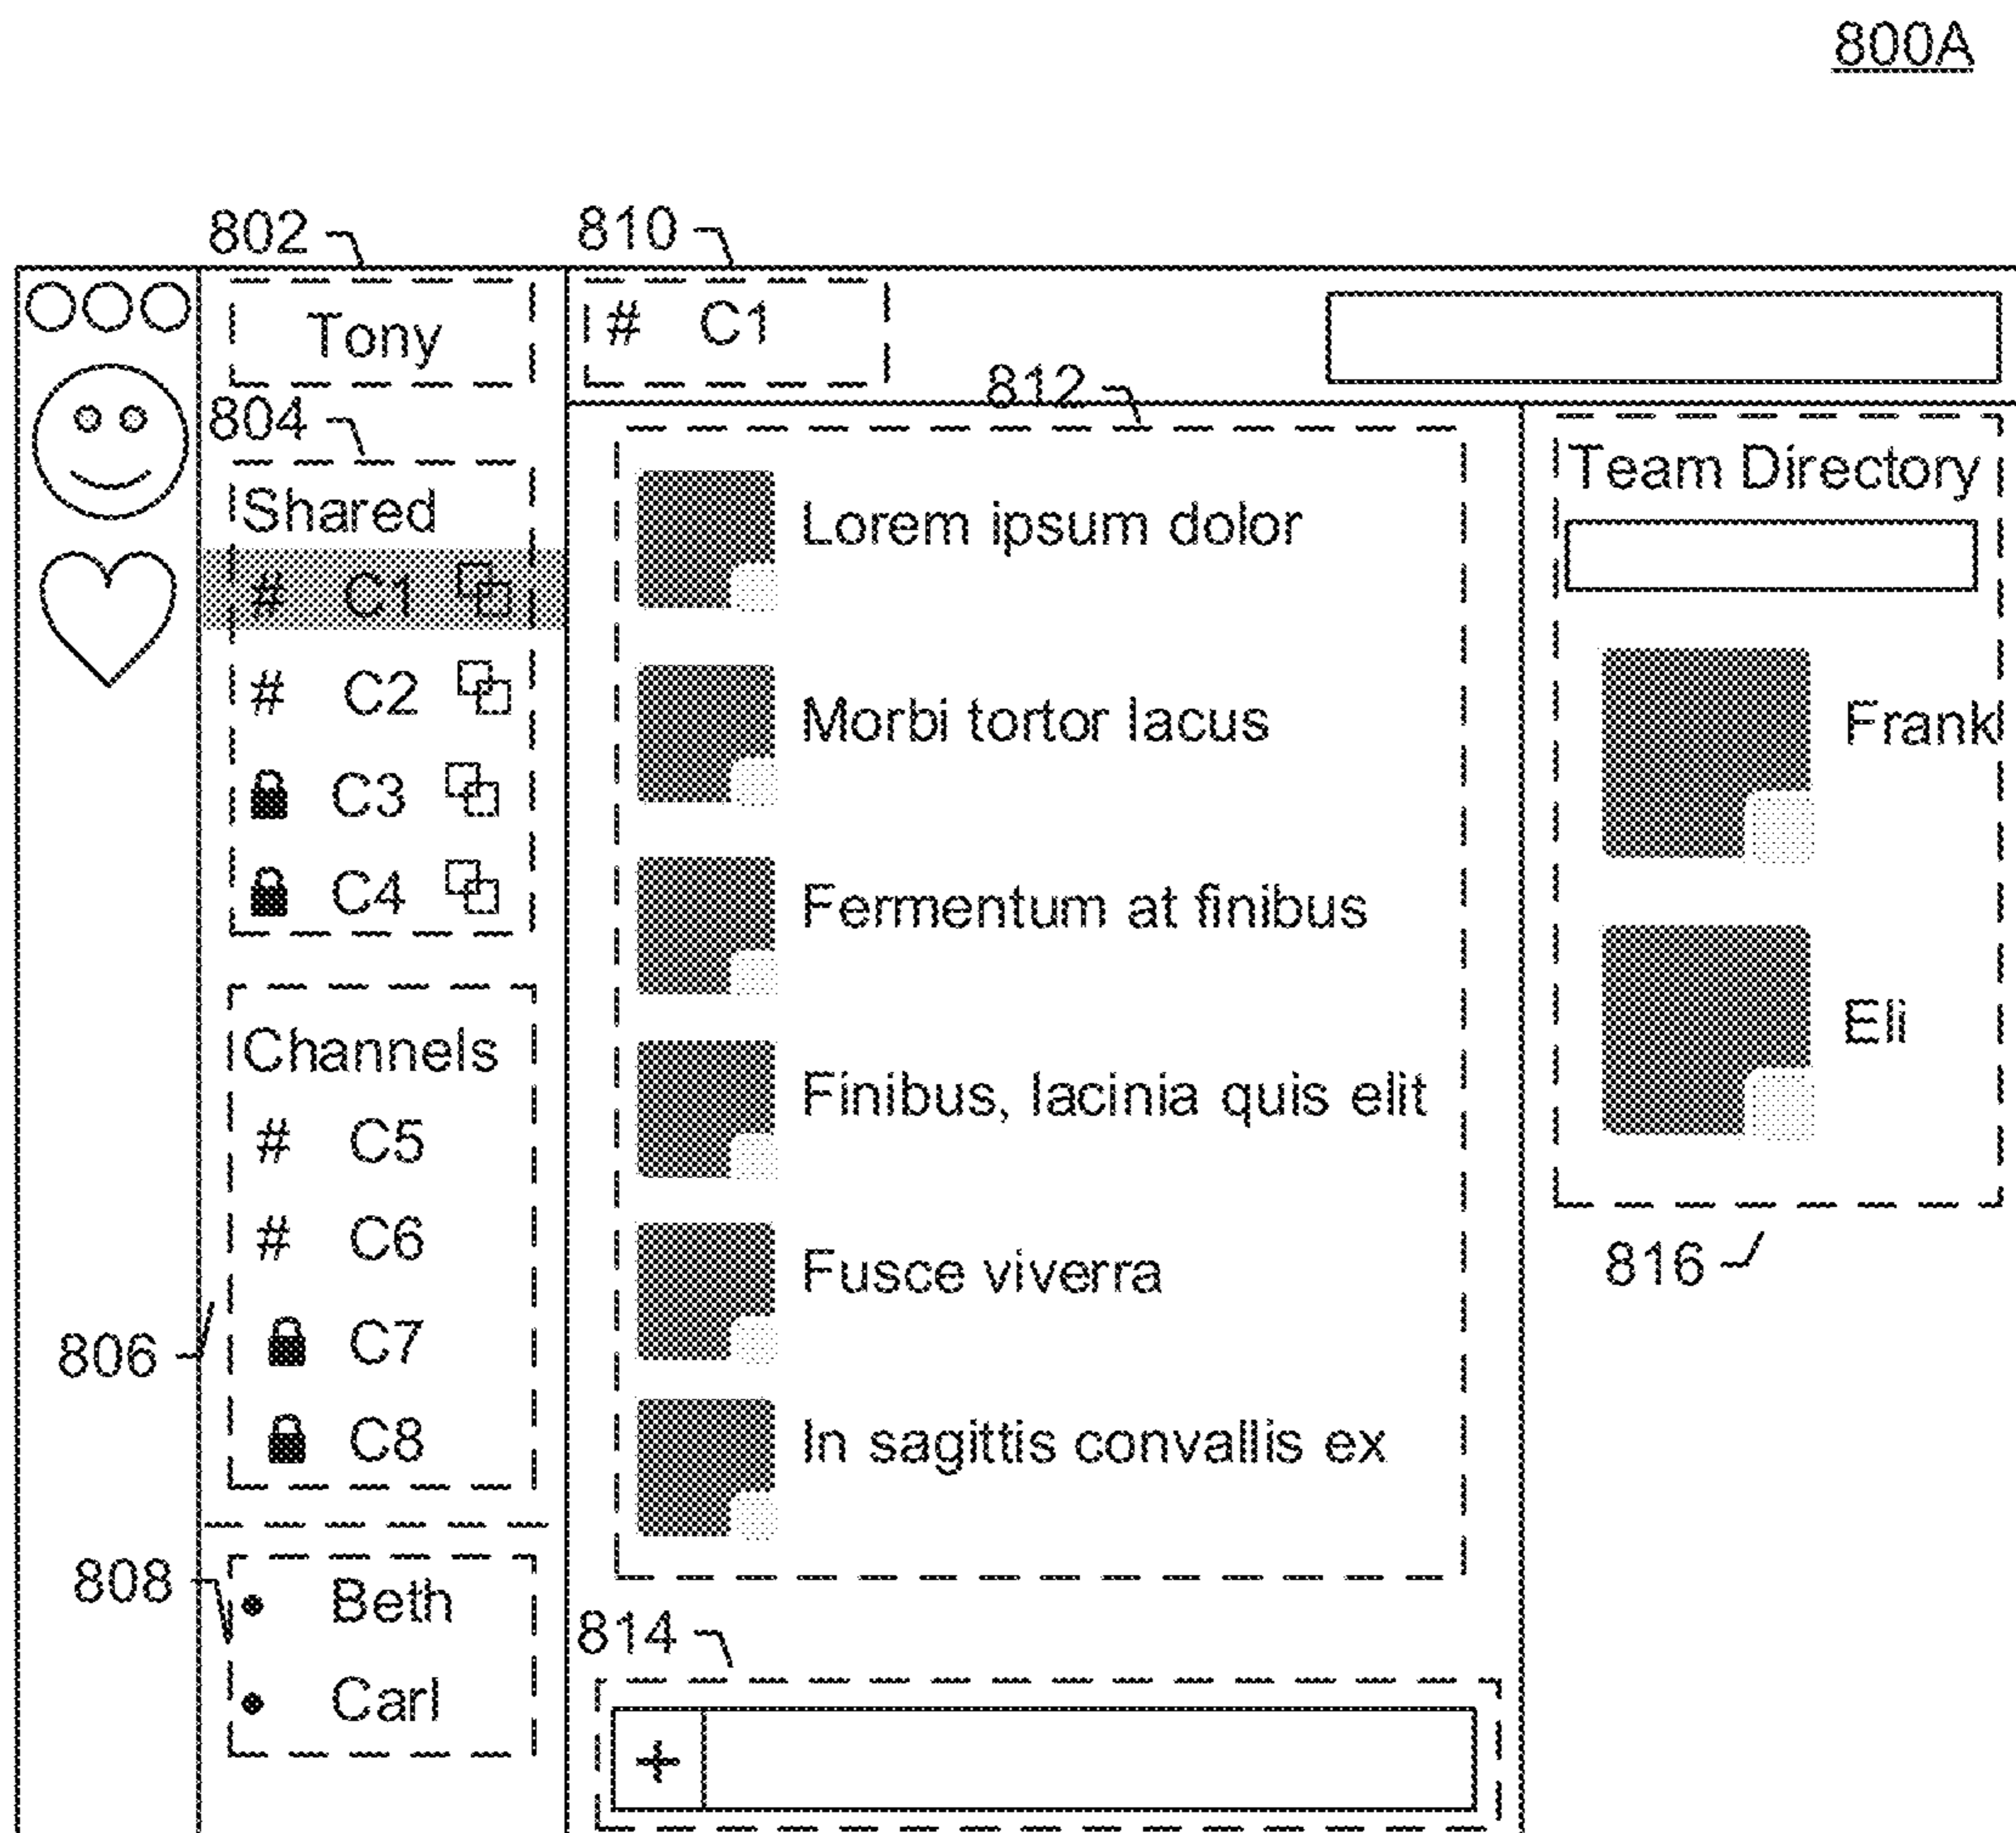 800A
802
810
Tony
# C1
804
812
Shared
# C1
# C2
C3
C4
Channels
# C5
# C6
C7
C8
806
808
Beth
Carl
Lorem ipsum dolor
Morbi tortor lacus
Fermentum at finibus
Finibus, lacinia quis elit
Fusce viverra
In sagittis convallis ex
814
+
Team Directory
Frank
Eli
816